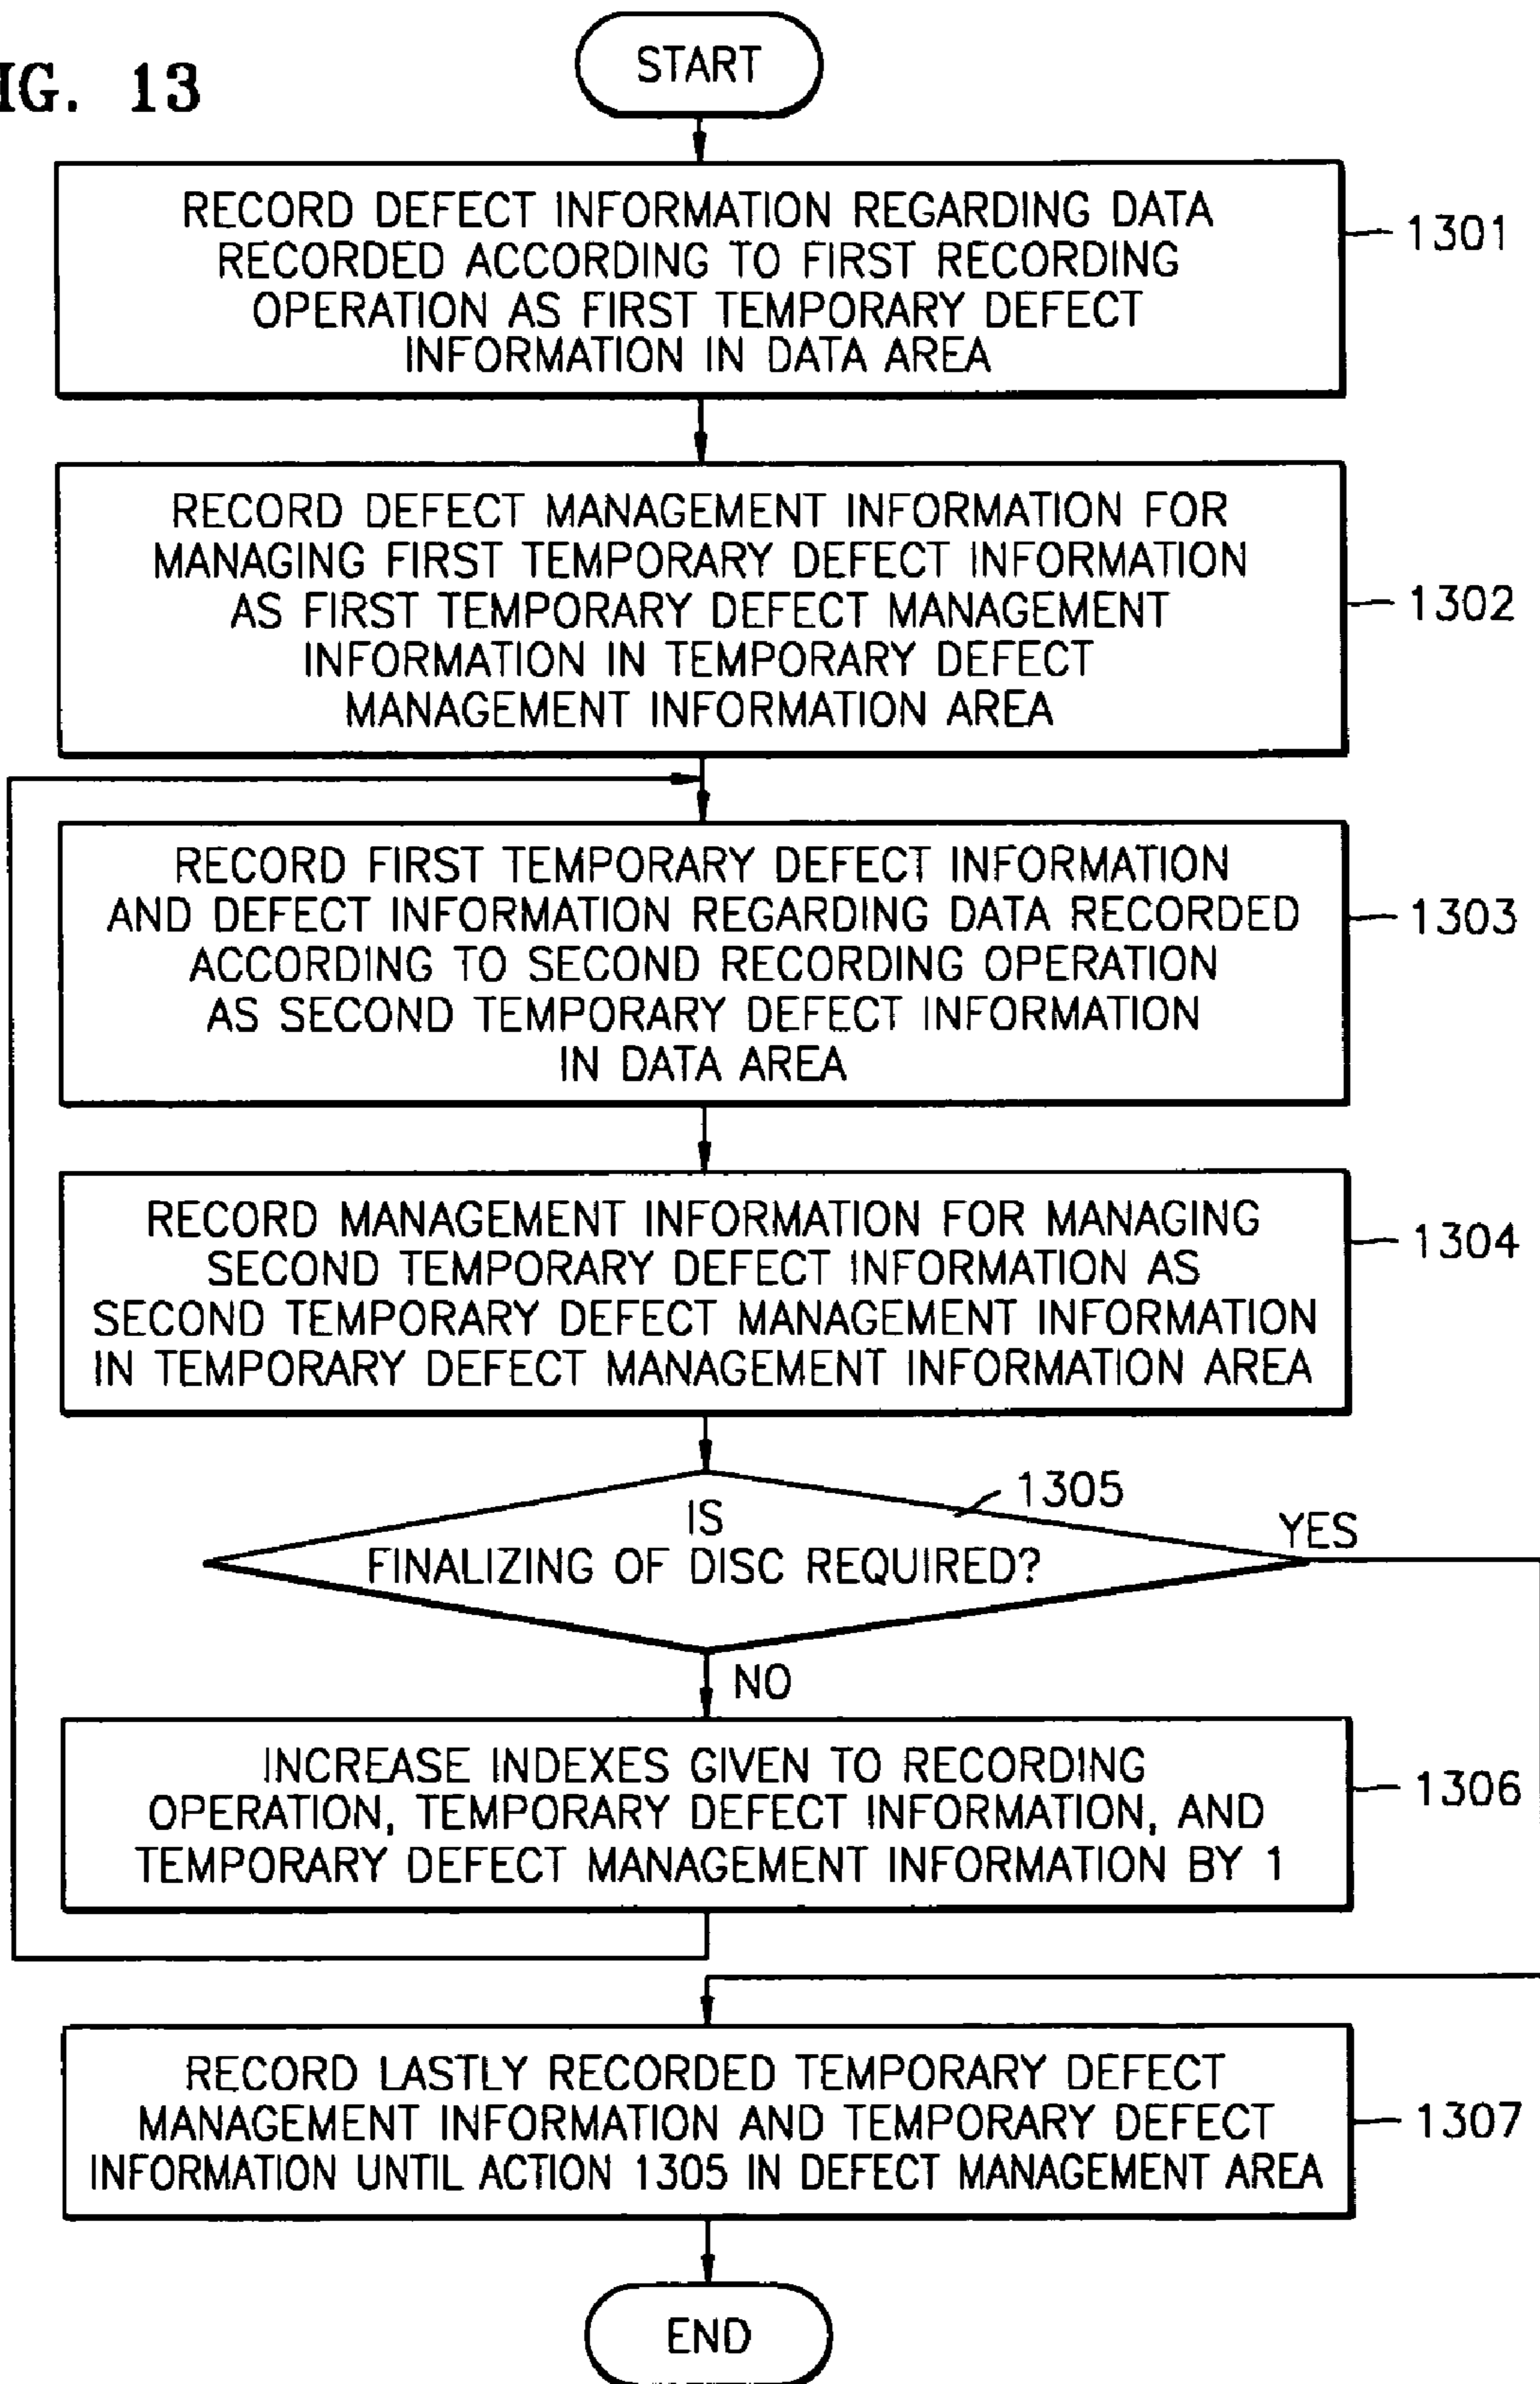 IG. 13
START
RECORD DEFECT INFORMATION REGARDING DATA
RECORDED ACCORDING TO FIRST RECORDING
OPERATION AS FIRST TEMPORARY DEFECT
INFORMATION IN DATA AREA
1301
RECORD DEFECT MANAGEMENT INFORMATION FOR
MANAGING FIRST TEMPORARY DEFECT INFORMATION
AS FIRST TEMPORARY DEFECT MANAGEMENT
INFORMATION IN TEMPORARY DEFECT
MANAGEMENT INFORMATION AREA
1302
RECORD FIRST TEMPORARY DEFECT INFORMATION
AND DEFECT INFORMATION REGARDING DATA RECORDED
ACCORDING TO SECOND RECORDING OPERATION
AS SECOND TEMPORARY DEFECT INFORMATION
IN DATA AREA
1303
RECORD MANAGEMENT INFORMATION FOR MANAGING
SECOND TEMPORARY DEFECT INFORMATION AS
SECOND TEMPORARY DEFECT MANAGEMENT INFORMATION
IN TEMPORARY DEFECT MANAGEMENT INFORMATION AREA
1304
IS
FINALIZING OF DISC REQUIRED?
1305
YES
NO
INCREASE INDEXES GIVEN TO RECORDING
OPERATION, TEMPORARY DEFECT INFORMATION, AND
TEMPORARY DEFECT MANAGEMENT INFORMATION BY 1
1306
RECORD LASTLY RECORDED TEMPORARY DEFECT
MANAGEMENT INFORMATION AND TEMPORARY DEFECT
INFORMATION UNTIL ACTION 1305 IN DEFECT MANAGEMENT AREA
1307
END